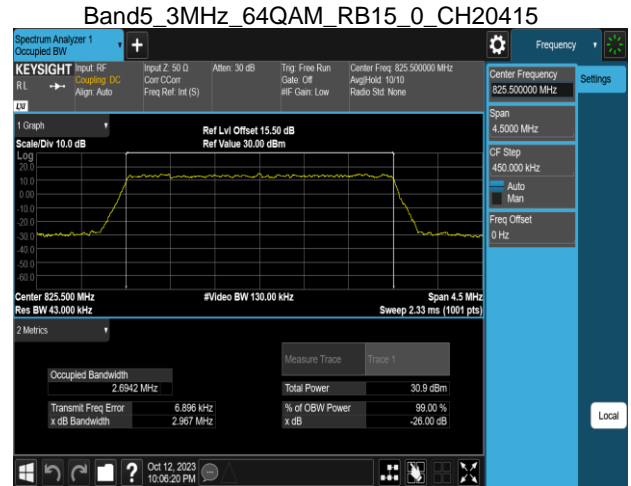 Band5_3MHz_64QAM_RB15_0_CH20415
Spectrum Analyzer 1
Occupied BW
Frequency
KEYSIGHT
RL
LXI
Input: RF
Coupling: DC
Align: Auto
Input Z: 50 Ω
Corr CCorr
Freq Ref: Int (S)
Atten: 30 dB
Trig: Free Run
Gate: Off
#IF Gain: Low
Center Freq: 825.500000 MHz
Avg|Hold: 10/10
Radio Std: None
Center Frequency
825.500000 MHz
Settings
Span
4.5000 MHz
CF Step
450.000 kHz
Auto
Man
Freq Offset
0 Hz
Local
1 Graph
Scale/Div 10.0 dB
Ref Lvl Offset 15.50 dB
Ref Value 30.00 dBm
Log
20.0
10.0
0.00
-10.0
-20.0
-30.0
-40.0
-50.0
-60.0
Center 825.500 MHz
Res BW 43.000 kHz
#Video BW 130.00 kHz
Span 4.5 MHz
Sweep 2.33 ms (1001 pts)
2 Metrics
Measure Trace
Trace 1
Occupied Bandwidth
2.6942 MHz
Total Power
30.9 dBm
Transmit Freq Error
6.896 kHz
% of OBW Power
99.00 %
x dB Bandwidth
2.967 MHz
x dB
-26.00 dB
?
Oct 12, 2023
10:06:20 PM